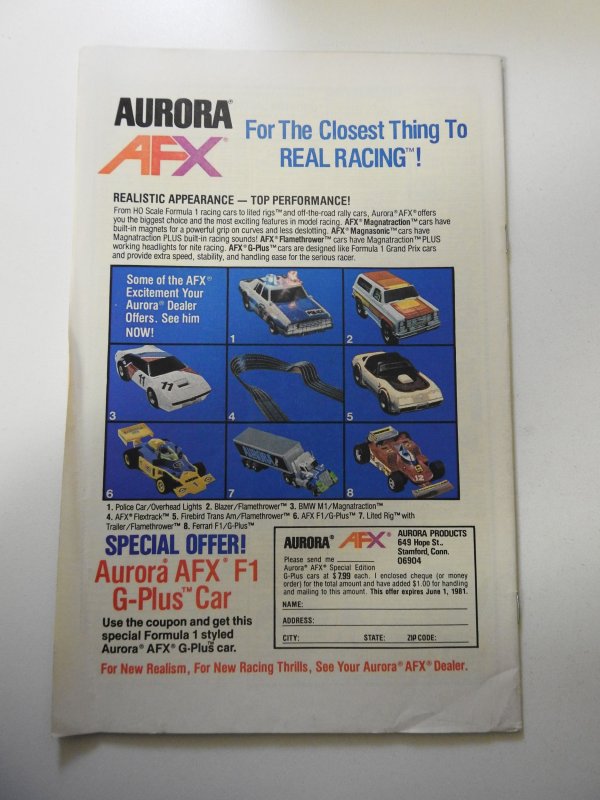 AURORA®
AFX®
For The Closest Thing To
REAL RACING™!
REALISTIC APPEARANCE — TOP PERFORMANCE!
From HO Scale Formula 1 racing cars to lited rigs™ and off-the-road rally cars, Aurora® AFX® offers
you the biggest choice and the most exciting features in model racing. AFX® Magnatraction™ cars have
built-in magnets for a powerful grip on curves and less deslotting. AFX® Magnasonic™ cars have
Magnatraction PLUS built-in racing sounds! AFX® Flamethrower™ cars have Magnatraction™ PLUS
working headlights for nite racing. AFX® G-Plus™ cars are designed like Formula 1 Grand Prix cars
and provide extra speed, stability, and handling ease for the serious racer.
Some of the AFX®
Excitement Your
Aurora® Dealer
Offers. See him
NOW!
1
2
11
11
3
4
5
6
AURORA
7
12
8
1. Police Car/Overhead Lights 2. Blazer/Flamethrower™ 3. BMW M1/Magnatraction™
4. AFX® Flextrack™ 5. Firebird Trans Am/Flamethrower™ 6. AFX F1/G-Plus™ 7. Lited Rig™ with
Trailer/Flamethrower™ 8. Ferrari F1/G-Plus™
SPECIAL OFFER!
Aurora® AFX® F1
G-Plus™ Car
Use the coupon and get this
special Formula 1 styled
Aurora® AFX® G-Plus™ car.
AURORA® AFX®
AURORA PRODUCTS
649 Hope St.,
Stamford, Conn.
06904
Please send me
Aurora® AFX® Special Edition
G-Plus cars at $7.99 each. I enclosed cheque (or money
order) for the total amount and have added $1.00 for handling
and mailing to this amount. This offer expires June 1, 1981.
NAME:
ADDRESS:
CITY: STATE: ZIP CODE:
For New Realism, For New Racing Thrills, See Your Aurora® AFX® Dealer.